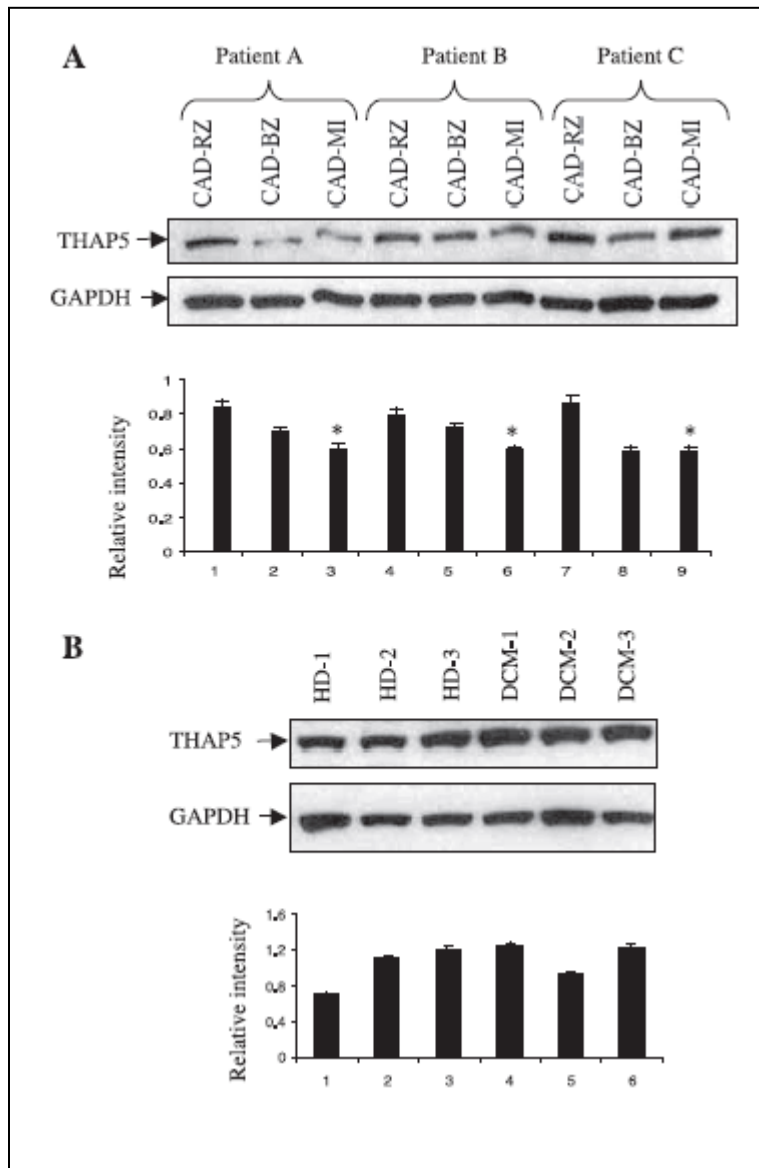 A
Patient A Patient B Patient C
CAD-RZ CAD-BZ CAD-MI CAD-RZ CAD-BZ CAD-MI CAD-RZ CAD-BZ CAD-MI
THAP5
GAPDH
Relative intensity
1
0.8
0.6
0.4
0.2
0
* * *
1 2 3 4 5 6 7 8 9
B
HD-1 HD-2 HD-3 DCM-1 DCM-2 DCM-3
THAP5
GAPDH
Relative intensity
1.6
1.2
0.8
0.4
0
1 2 3 4 5 6